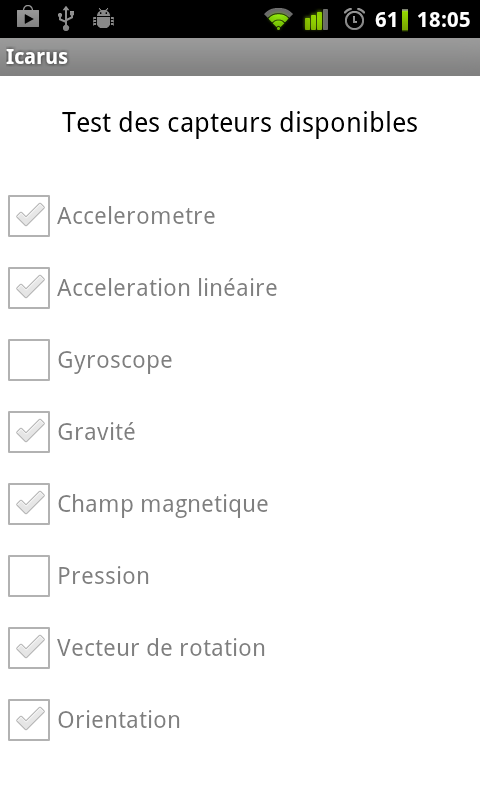 61 18:05
Icarus
Test des capteurs disponibles
Accelerometre
Acceleration linéaire
Gyroscope
Gravité
Champ magnetique
Pression
Vecteur de rotation
Orientation